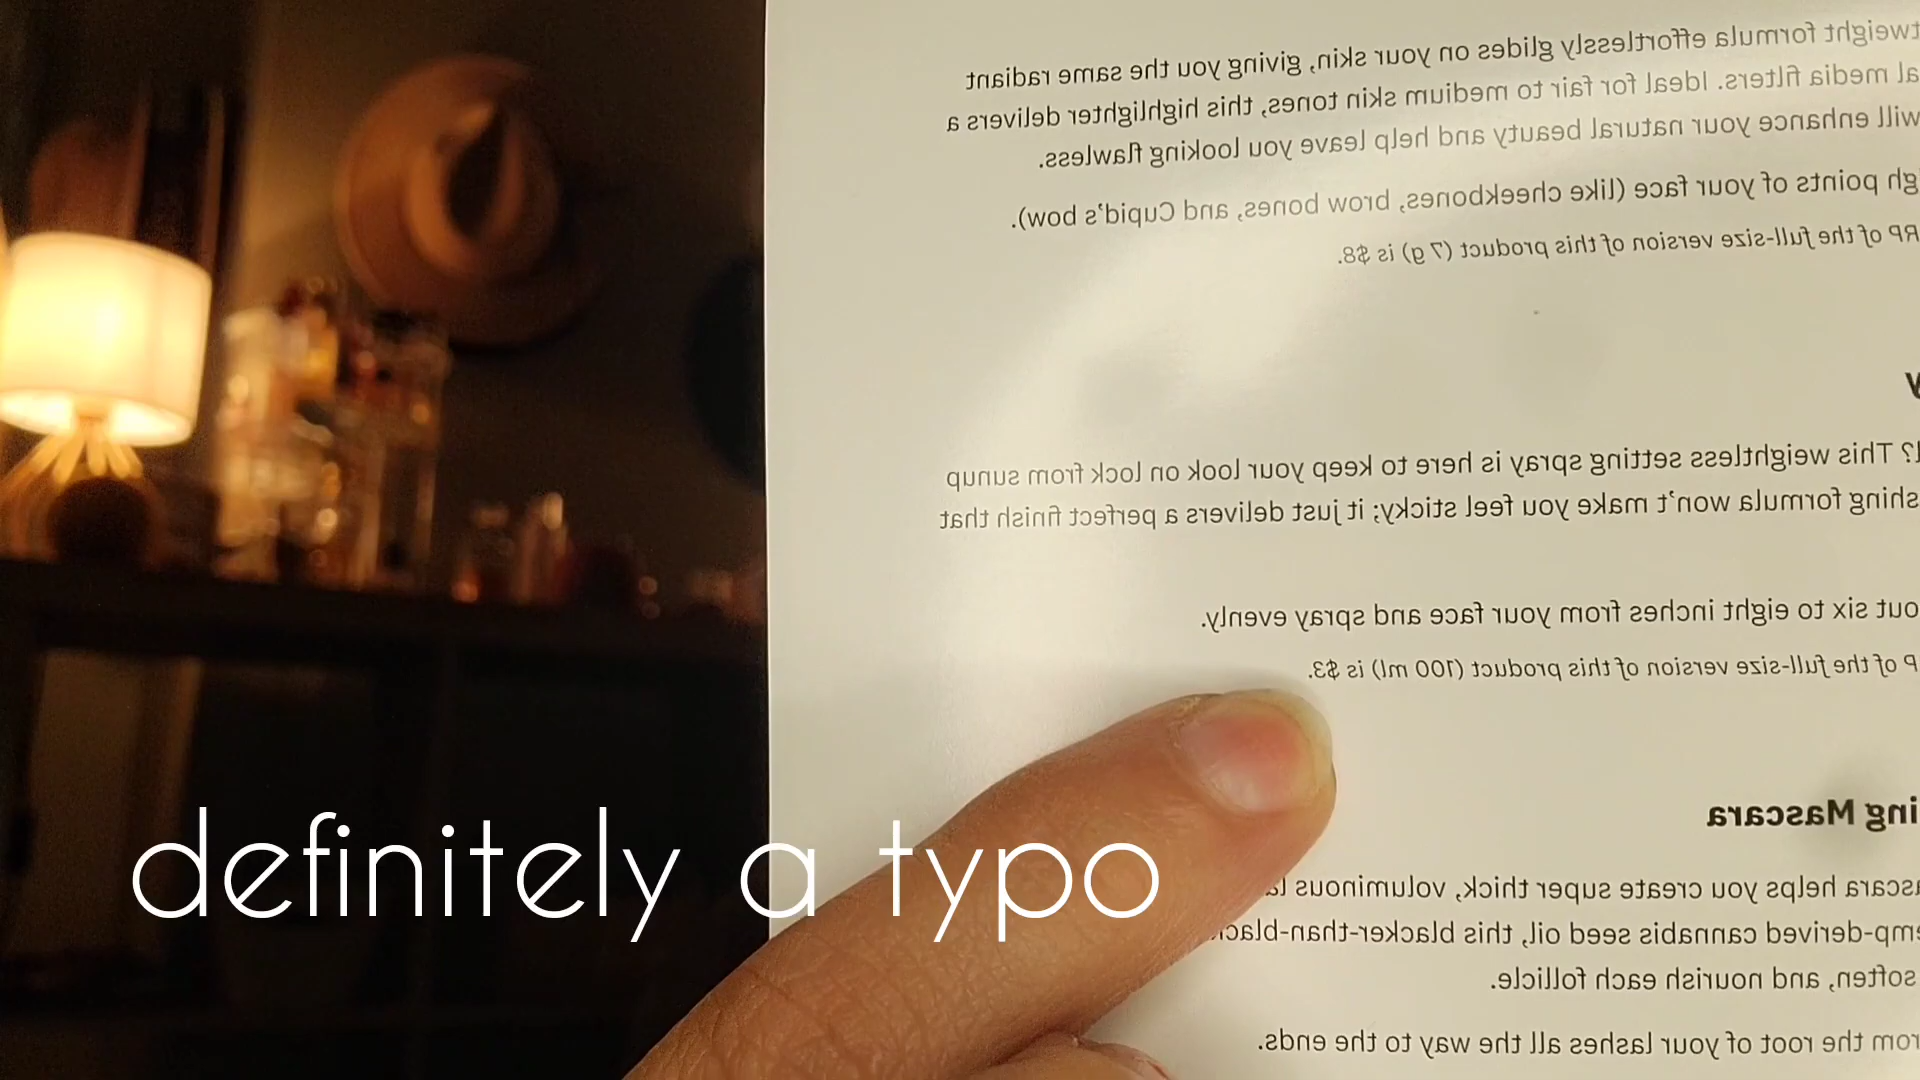 tweight formula effortlessly glides on your skin, giving you the same radiant
al media filters. Ideal for fair to medium skin tones, this highlighter delivers a
will enhance your natural beauty and help leave you looking flawless.
gh points of your face (like cheekbones, brow bones, and Cupid's bow).
RP of the full-size version of this product (7 g) is $8.
y
l? This weightless setting spray is here to keep your look on lock from sunup
shing formula won't make you feel sticky; it just delivers a perfect finish that
out six to eight inches from your face and spray evenly.
P of the full-size version of this product (100 ml) is $3.
ing Mascara
ascara helps you create super thick, voluminous la
emp-derived cannabis seed oil, this blacker-than-black
soften, and nourish each follicle.
rom the root of your lashes all the way to the ends.
definitely a typo